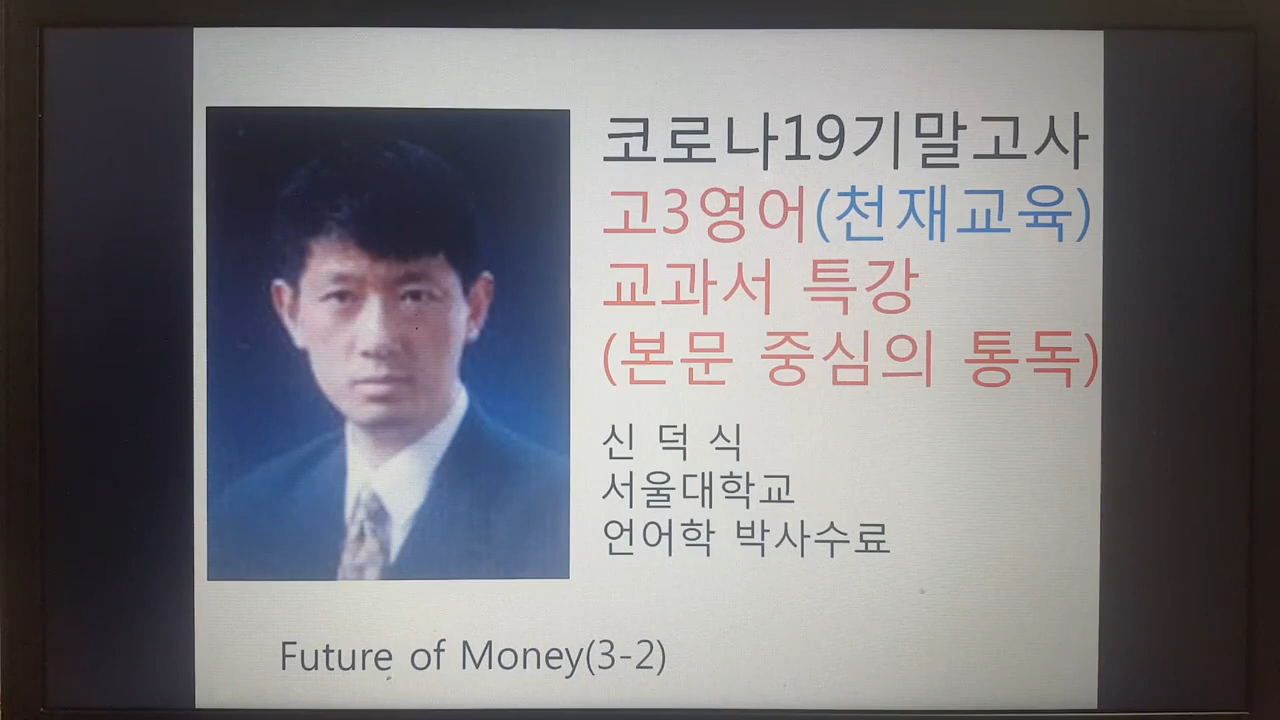 코로나19기말고사
고3영어(천재교육)
교과서 특강
(본문 중심의 통독)
신 덕 식
서울대학교
언어학 박사수료
Future of Money(3-2)